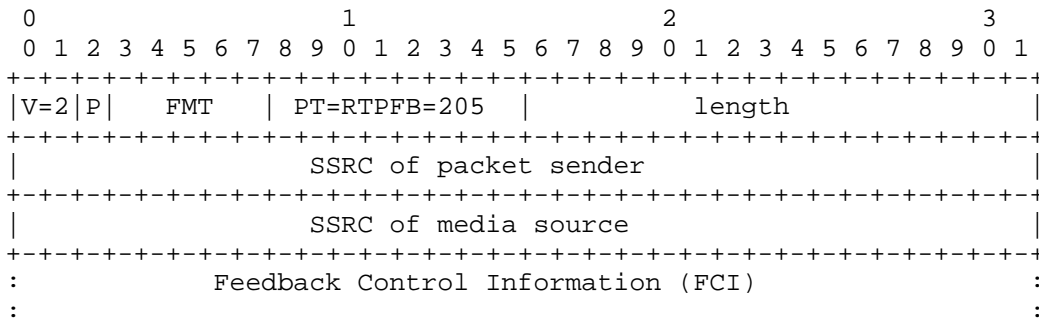 0                   1                   2                   3
 0 1 2 3 4 5 6 7 8 9 0 1 2 3 4 5 6 7 8 9 0 1 2 3 4 5 6 7 8 9 0 1
+-+-+-+-+-+-+-+-+-+-+-+-+-+-+-+-+-+-+-+-+-+-+-+-+-+-+-+-+-+-+-+-+
|V=2|P|   FMT   | PT=RTPFB=205  |          length               |
+-+-+-+-+-+-+-+-+-+-+-+-+-+-+-+-+-+-+-+-+-+-+-+-+-+-+-+-+-+-+-+-+
|                  SSRC of packet sender                        |
+-+-+-+-+-+-+-+-+-+-+-+-+-+-+-+-+-+-+-+-+-+-+-+-+-+-+-+-+-+-+-+-+
|                  SSRC of media source                         |
+-+-+-+-+-+-+-+-+-+-+-+-+-+-+-+-+-+-+-+-+-+-+-+-+-+-+-+-+-+-+-+-+
:            Feedback Control Information (FCI)                 :
:                                                               :